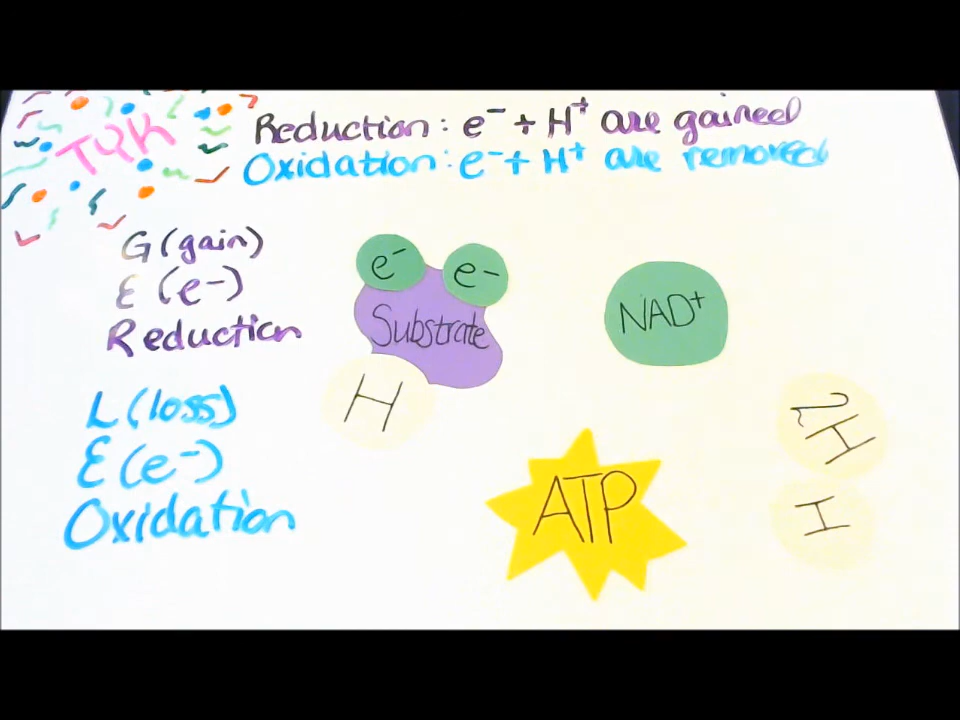 TYK
Reduction: e⁻ + H⁺ are gained
Oxidation: e⁻ + H⁺ are removed
G (gain)
E (e-)
Reduction
L (loss)
E (e-)
Oxidation
e-
e-
Substrate
H
NAD+
ATP
2H
H